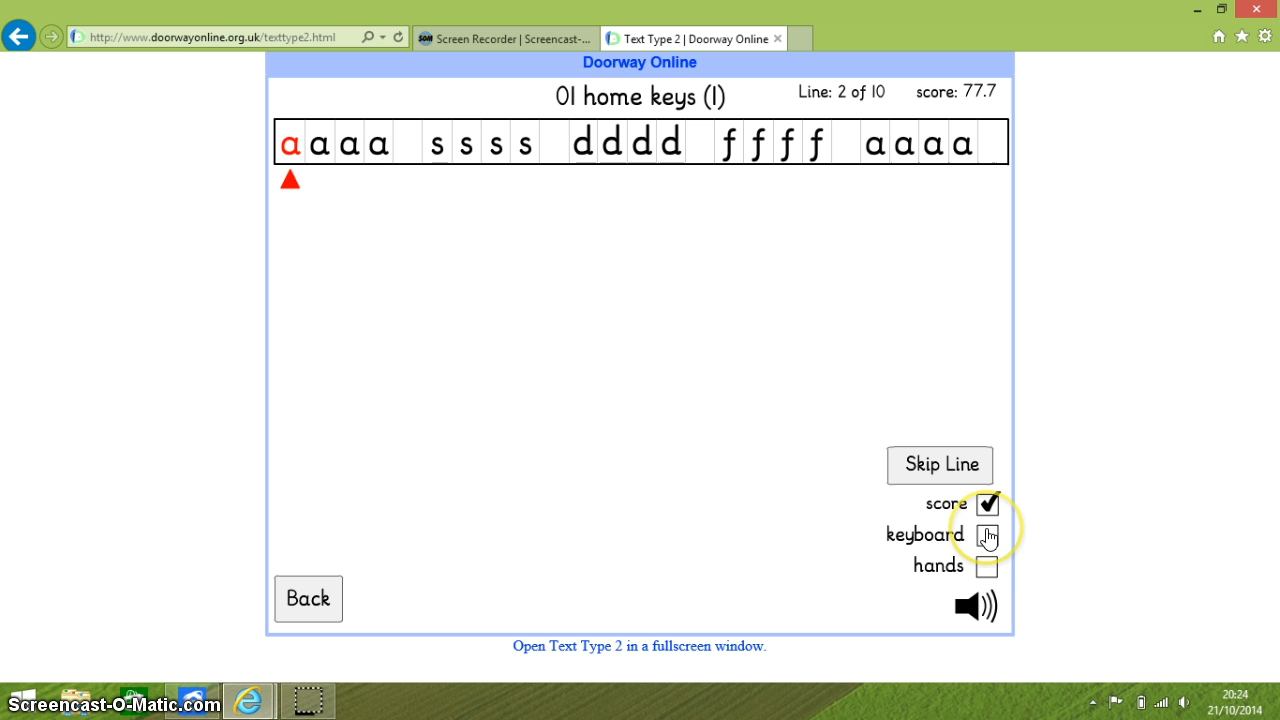 http://www.doorwayonline.org.uk/texttype2.html
Screen Recorder | Screencast-...
Text Type 2 | Doorway Online
Doorway Online
01 home keys (1)
Line: 2 of 10
score: 77.7
a a a a s s s s d d d d f f f f a a a a
Skip Line
score
keyboard
hands
Back
Open Text Type 2 in a fullscreen window.
Screencast-O-Matic.com
20:24
21/10/2014